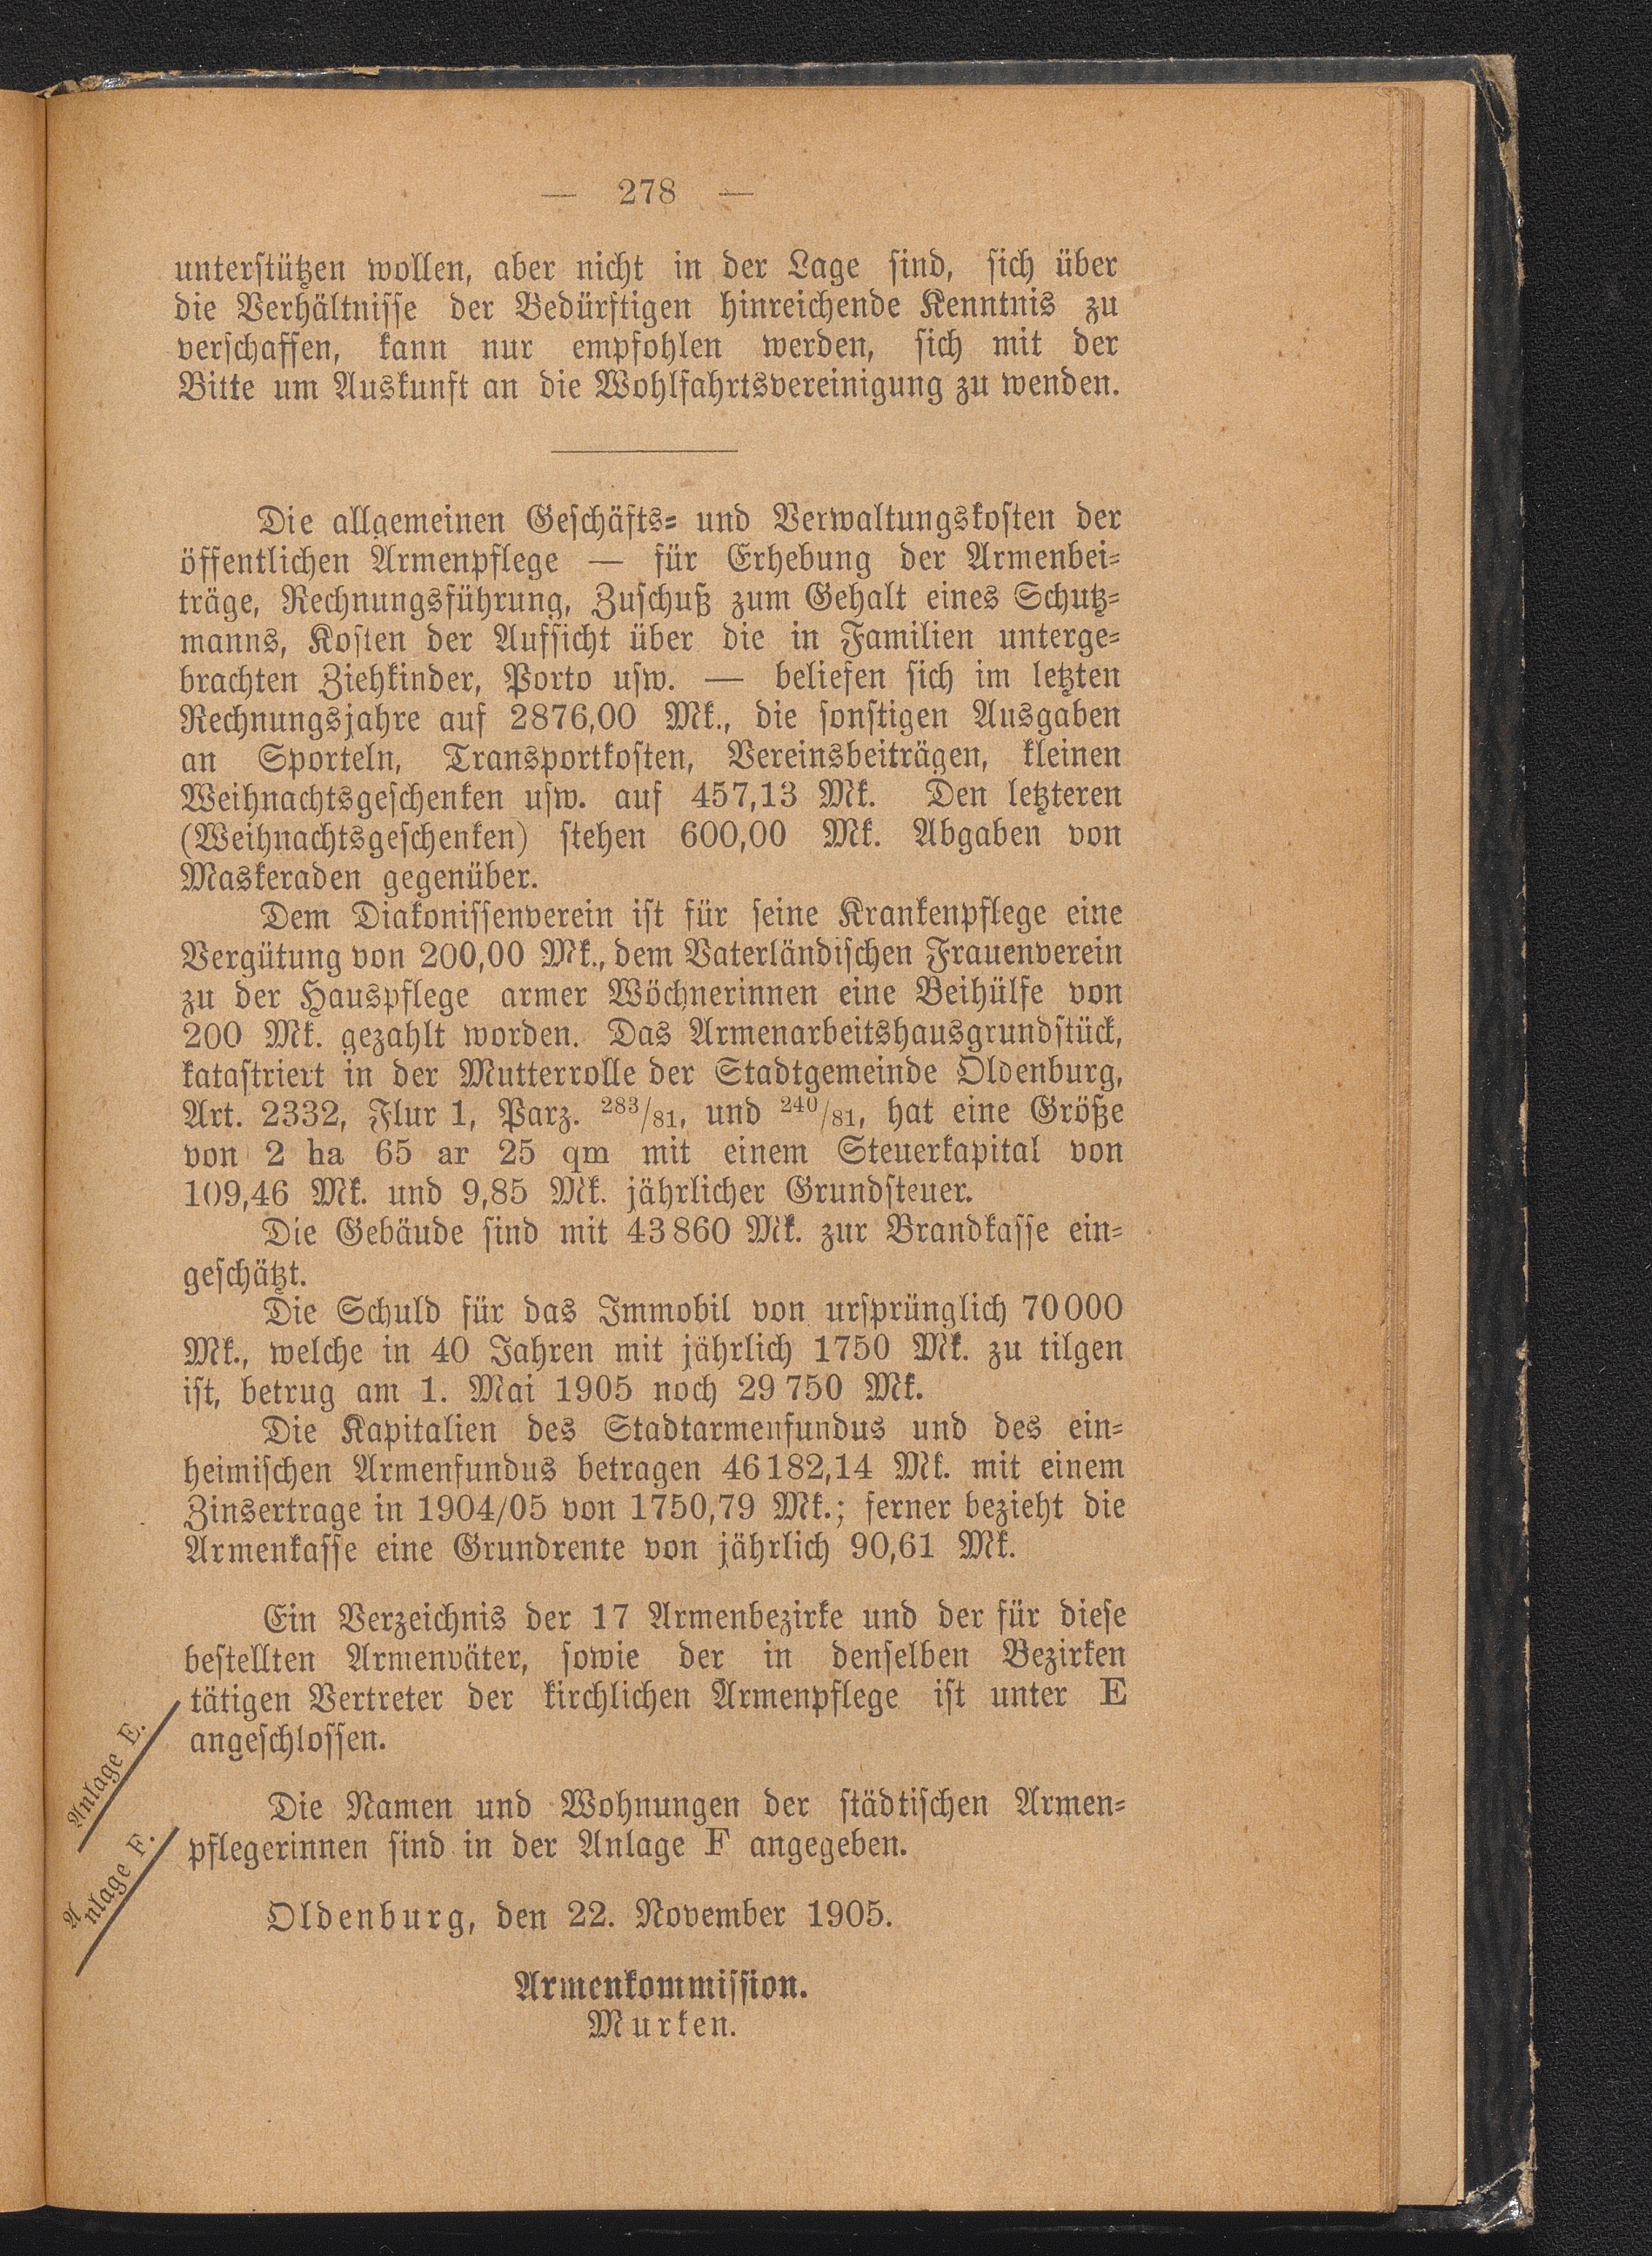 — 278 —
unterstützen wollen, aber nicht in der Lage sind, sich über
die Verhältnisse der Bedürftigen hinreichende Kenntnis zu
verschaffen, kann nur empfohlen werden, sich mit der
Bitte um Auskunft an die Wohlfahrtsvereinigung zu wenden.
Die allgemeinen Geschäfts= und Verwaltungskosten der
öffentlichen Armenpflege — für Erhebung der Armenbei=
träge, Rechnungsführung, Zuschuß zum Gehalt eines Schutz=
manns, Kosten der Aufsicht über die in Familien unterge=
brachten Ziehkinder, Porto usw. — beliefen sich im letzten
Rechnungsjahre auf 2876,00 Mk., die sonstigen Ausgaben
an Sporteln, Transportkosten, Vereinsbeiträgen, kleinen
Weihnachtsgeschenken usw. auf 457,13 Mk. Den letzteren
(Weihnachtsgeschenken) stehen 600,00 Mk. Abgaben von
Maskeraden gegenüber.
Dem Diakonissenverein ist für seine Krankenpflege eine
Vergütung von 200,00 Mk., dem Vaterländischen Frauenverein
zu der Hauspflege armer Wöchnerinnen eine Beihülfe von
200 Mk. gezahlt worden. Das Armenarbeitshausgrundstück,
katastriert in der Mutterrolle der Stadtgemeinde Oldenburg,
Art. 2332, Flur 1, Parz. 283/81, und 240/81, hat eine Größe
von 2 ha 65 ar 25 qm mit einem Steuerkapital von
109,46 Mk. und 9,85 Mk. jährlicher Grundsteuer.
Die Gebäude sind mit 43 860 Mk. zur Brandkasse ein=
geschätzt.
Die Schuld für das Immobil von ursprünglich 70 000
Mk., welche in 40 Jahren mit jährlich 1750 Mk. zu tilgen
ist, betrug am 1. Mai 1905 noch 29 750 Mk.
Die Kapitalien des Stadtarmenfundus und des ein=
heimischen Armenfundus betragen 46 182,14 Mk. mit einem
Zinsertrage in 1904/05 von 1750,79 Mk.; ferner bezieht die
Armenkasse eine Grundrente von jährlich 90,61 Mk.
Ein Verzeichnis der 17 Armenbezirke und der für diese
bestellten Armenväter, sowie der in denselben Bezirken
tätigen Vertreter der kirchlichen Armenpflege ist unter E
angeschlossen.
Anlage E.
Die Namen und Wohnungen der städtischen Armen=
pflegerinnen sind in der Anlage F angegeben.
Anlage F.
Oldenburg, den 22. November 1905.
Armenkommission.
Murken.